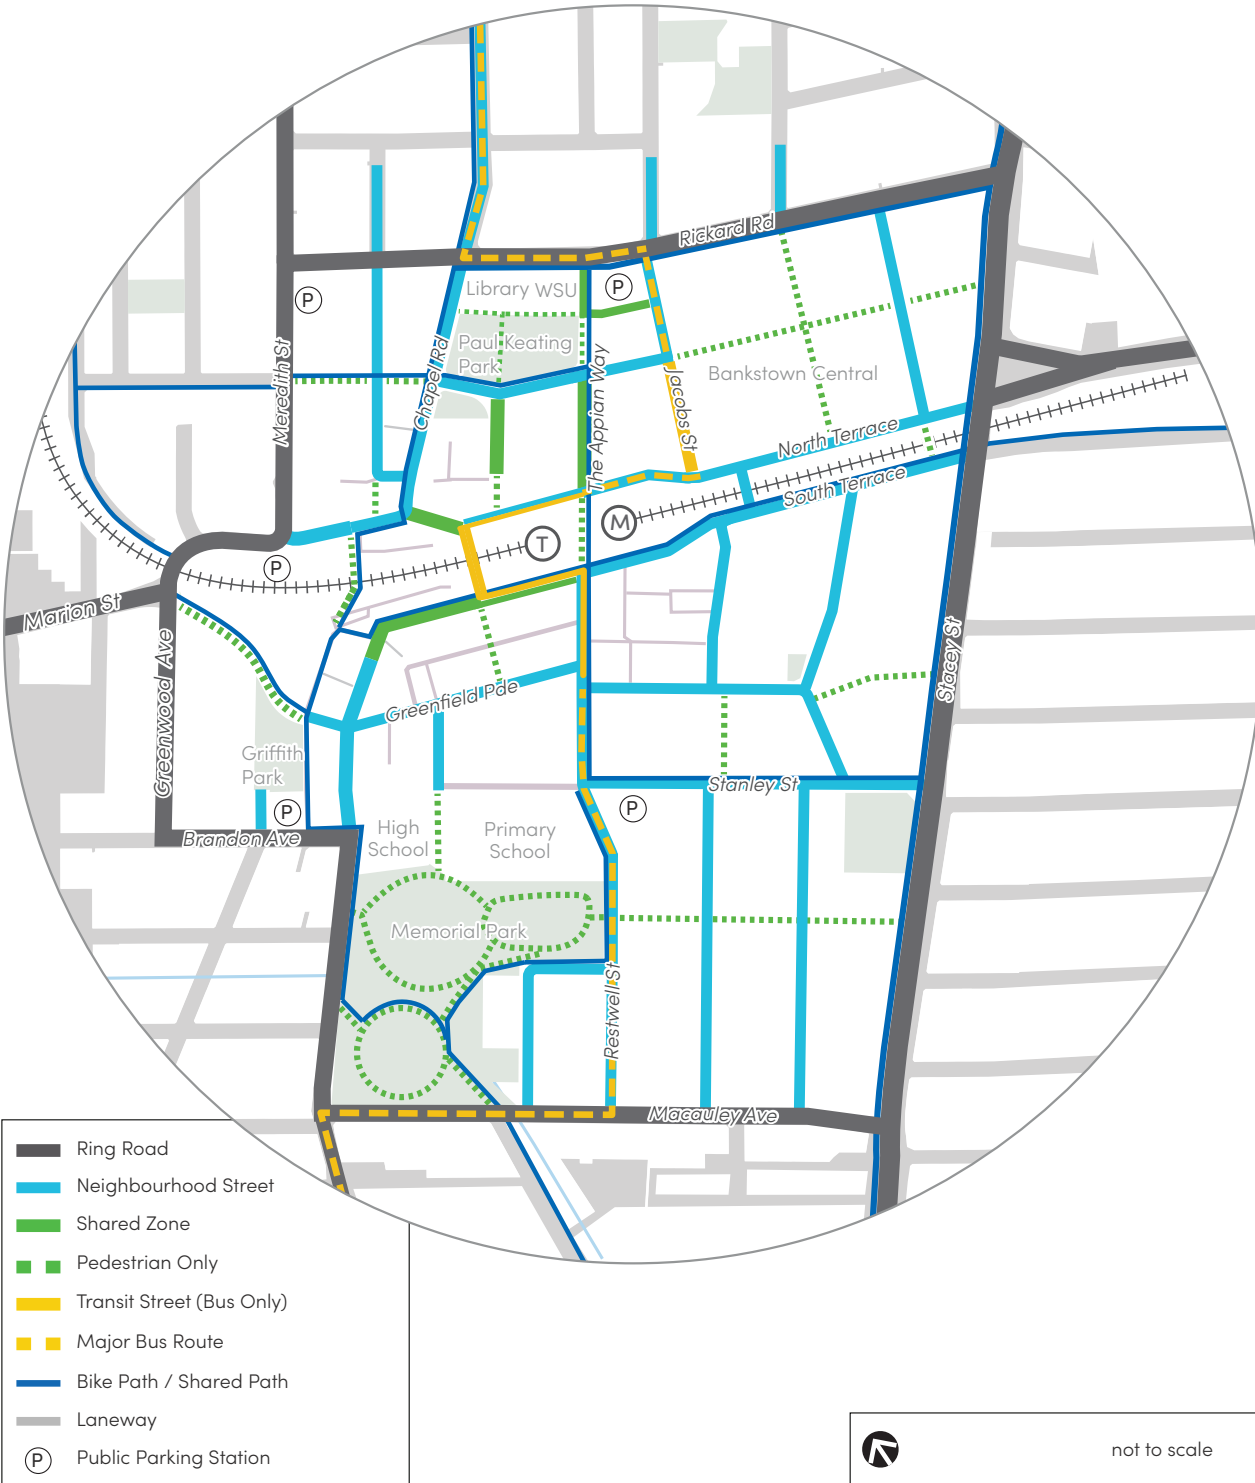 Rickard Rd
P
P
Library WSU
Paul Keating
Park
Meredith St
Chapel Rd
The Appian Way
Jacobs St
Bankstown Central
North Terrace
South Terrace
M
T
P
Marion St
Greenwood Ave
Stacey St
Greenfield Pde
Griffith
Park
Stanley St
P
P
Brandon Ave
High
School
Primary
School
Memorial Park
Restwell St
Macauley Ave
Ring Road
Neighbourhood Street
Shared Zone
Pedestrian Only
Transit Street (Bus Only)
Major Bus Route
Bike Path / Shared Path
Laneway
P Public Parking Station
not to scale